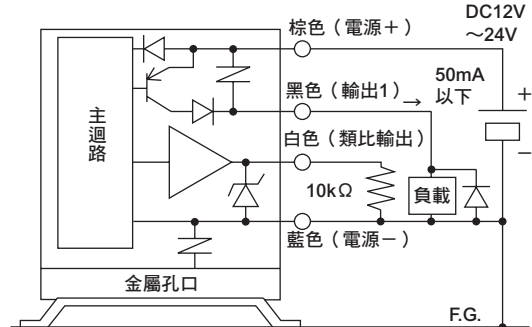 DC12V
～24V
棕色（電源＋）
50mA
以下
＋
黑色（輸出1）→
主迴路
白色（類比輸出）
－
10kΩ
負載
藍色（電源－）
金屬孔口
F.G.